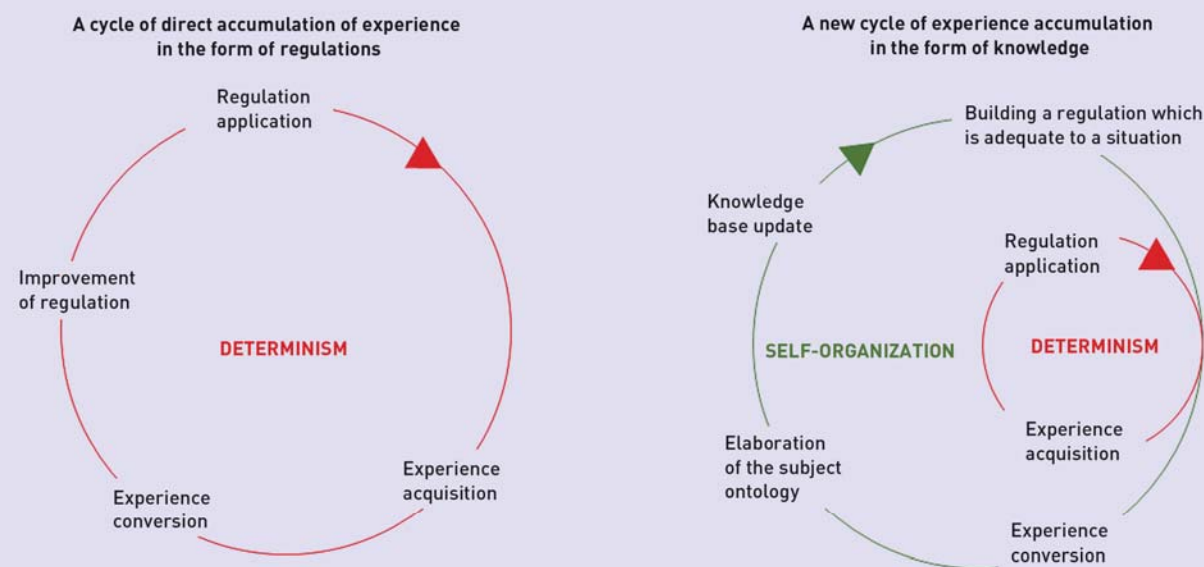 A cycle of direct accumulation of experience
in the form of regulations
Regulation
application
Improvement
of regulation
DETERMINISM
Experience
acquisition
Experience
conversion
A new cycle of experience accumulation
in the form of knowledge
Building a regulation which
is adequate to a situation
Knowledge
base update
Regulation
application
SELF-ORGANIZATION
DETERMINISM
Experience
acquisition
Elaboration
of the subject
ontology
Experience
conversion